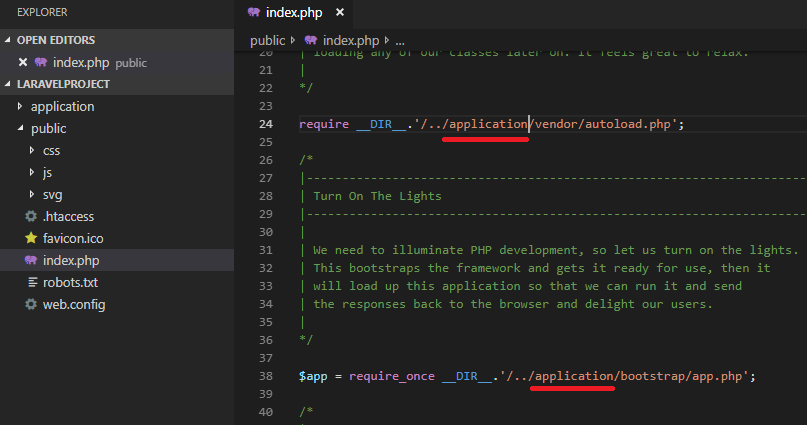 EXPLORER
OPEN EDITORS
index.php public
LARAVELPROJECT
application
public
css
js
svg
.htaccess
favicon.ico
index.php
robots.txt
web.config
index.php
public index.php ...
20 | loading any of our classes later on. It feels great to relax.
21 |
22 */
23
24 require __DIR__.'/../application/vendor/autoload.php';
25
26 /*
27 |--------------------------------------------------------------------
28 | Turn On The Lights
29 |--------------------------------------------------------------------
30 |
31 | We need to illuminate PHP development, so let us turn on the lights.
32 | This bootstraps the framework and gets it ready for use, then it
33 | will load up this application so that we can run it and send
34 | the responses back to the browser and delight our users.
35 |
36 */
37
38 $app = require_once __DIR__.'/../application/bootstrap/app.php';
39
40 /*